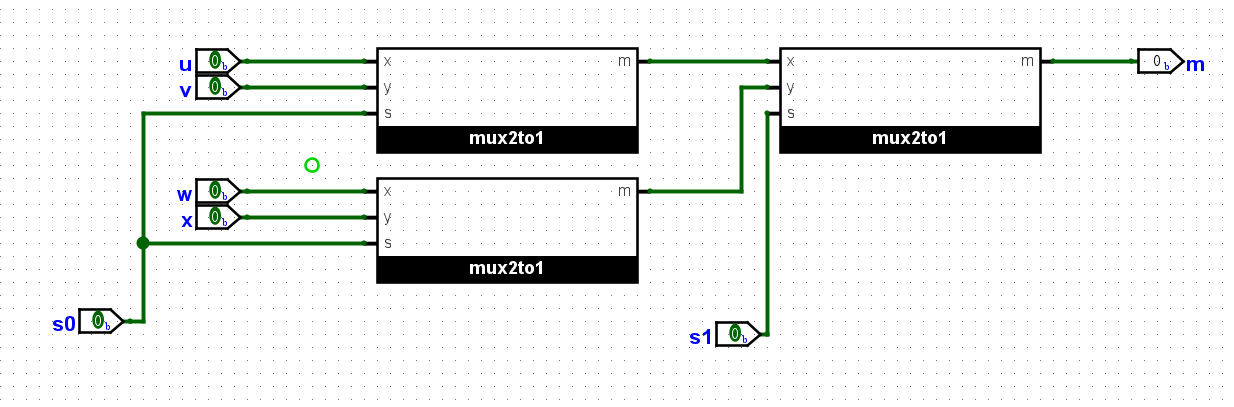 u 0b x m x m 0b m
v 0b y y
s s
mux2to1 mux2to1
w 0b x m
x 0b y
s
mux2to1
s0 0b
s1 0b